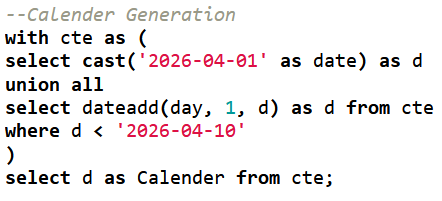 --Calender Generation
with cte as (
select cast('2026-04-01' as date) as d
union all
select dateadd(day, 1, d) as d from cte
where d < '2026-04-10'
)
select d as Calender from cte;